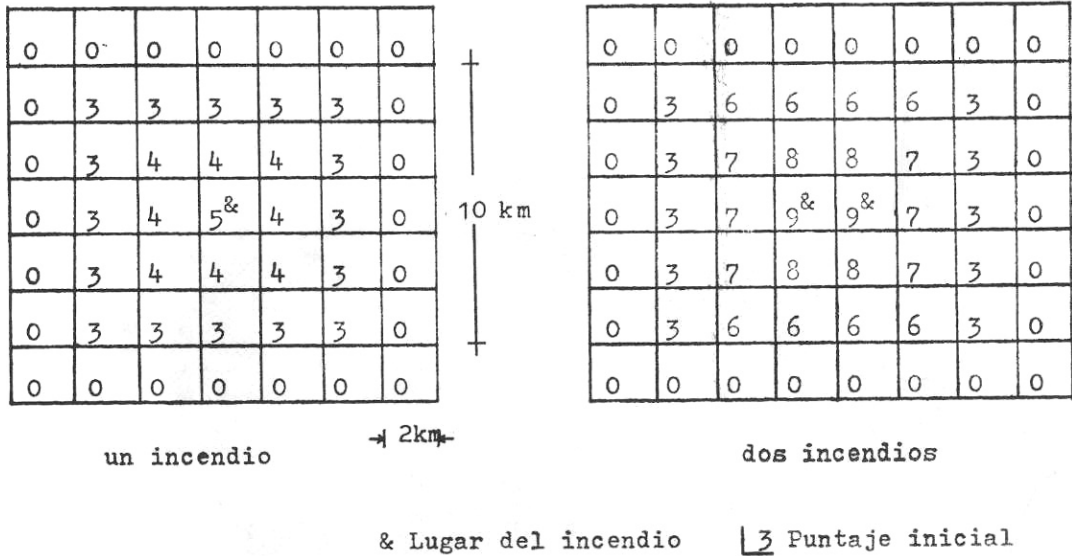 0 0 0 0 0 0 0
0 3 3 3 3 3 0
0 3 4 4 4 3 0
0 3 4 5& 4 3 0
0 3 4 4 4 3 0
0 3 3 3 3 3 0
0 0 0 0 0 0 0
10 km
2km
un incendio
0 0 0 0 0 0 0 0
0 3 6 6 6 6 3 0
0 3 7 8 8 7 3 0
0 3 7 9& 9& 7 3 0
0 3 7 8 8 7 3 0
0 3 6 6 6 6 3 0
0 0 0 0 0 0 0 0
dos incendios
& Lugar del incendio 3 Puntaje inicial